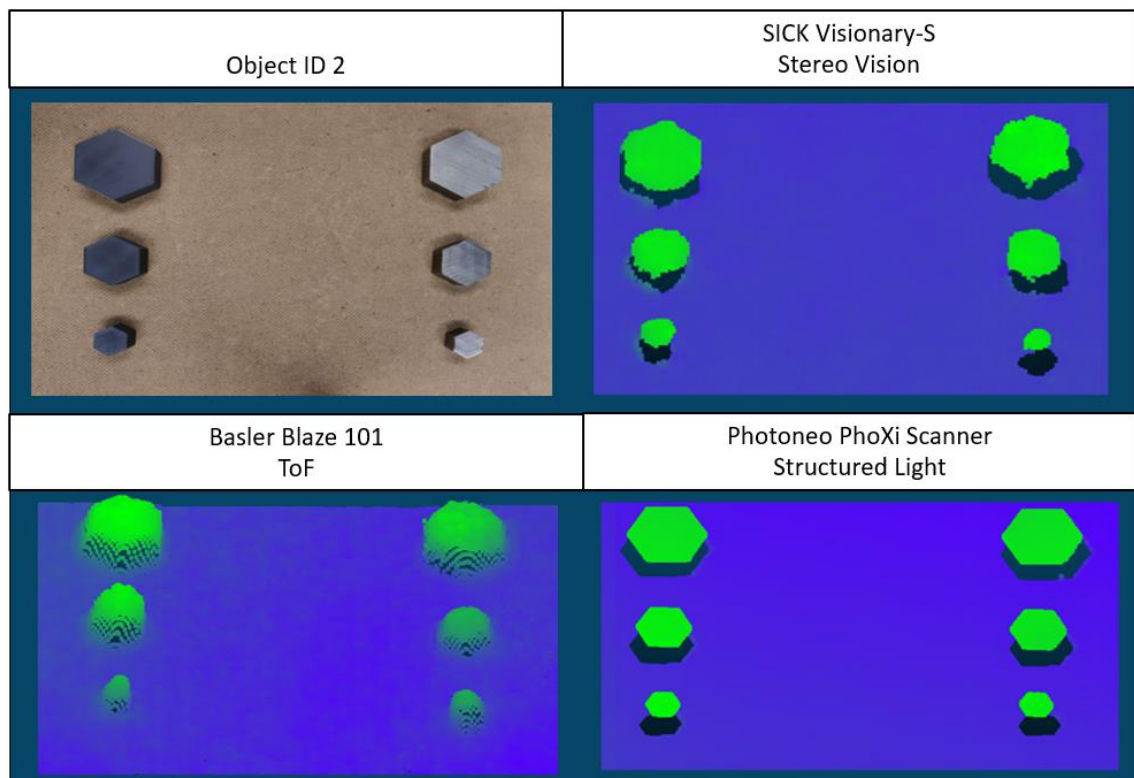 Object ID 2
SICK Visionary-S
Stereo Vision
Basler Blaze 101
ToF
Photoneo PhoXi Scanner
Structured Light